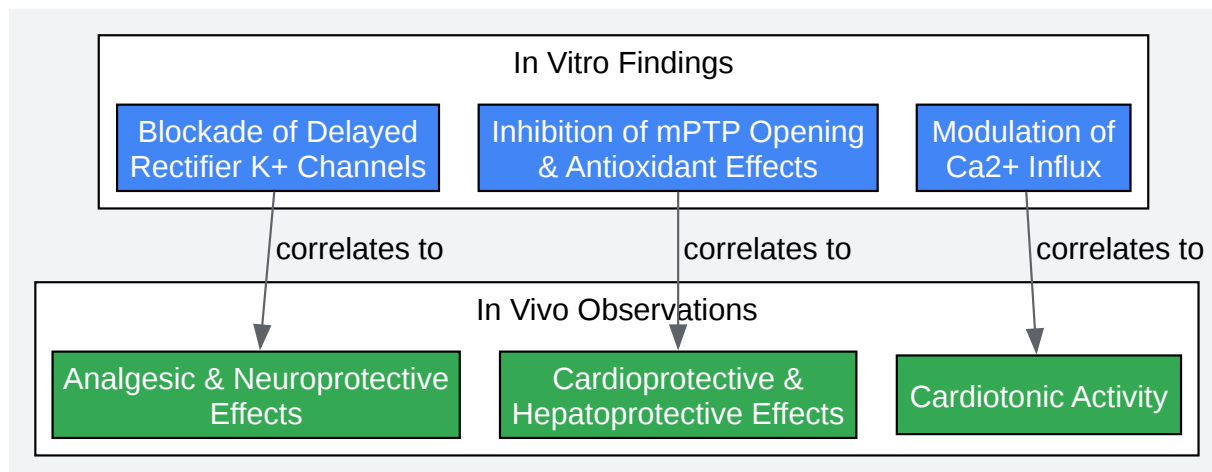 In Vitro Findings
Blockade of Delayed
Rectifier K+ Channels
Inhibition of mPTP Opening
& Antioxidant Effects
Modulation of
Ca2+ Influx
correlates to
correlates to
correlates to
In Vivo Observations
Analgesic & Neuroprotective
Effects
Cardioprotective &
Hepatoprotective Effects
Cardiotonic Activity